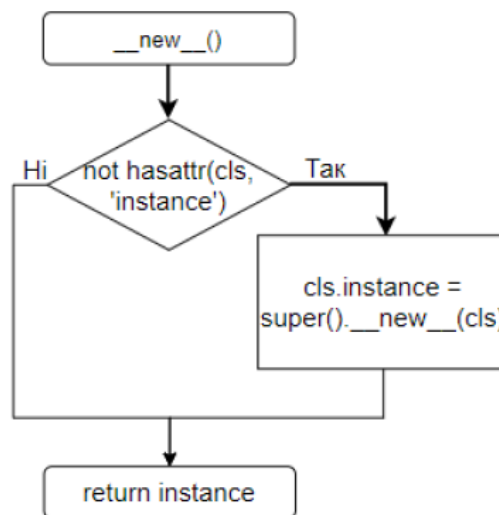 __new__()
not hasattr(cls,
'instance')
Ні
Так
cls.instance =
super().__new__(cls)
return instance